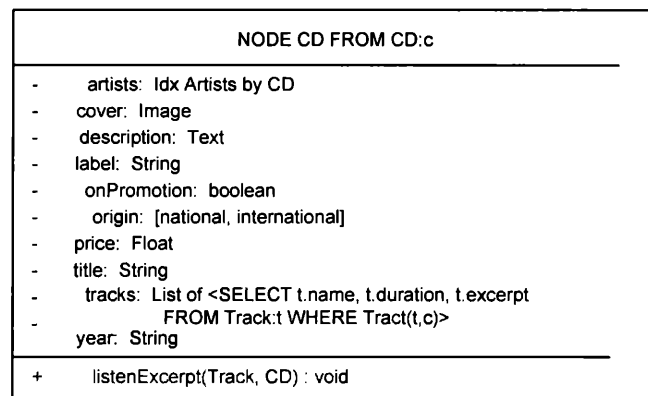 NODE CD FROM CD:c
- artists: Idx Artists by CD
- cover: Image
- description: Text
- label: String
- onPromotion: boolean
- origin: [national, international]
- price: Float
- title: String
- tracks: List of <SELECT t.name, t.duration, t.excerpt
- FROM Track:t WHERE Tract(t,c)>
year: String
+ listenExcerpt(Track, CD) : void